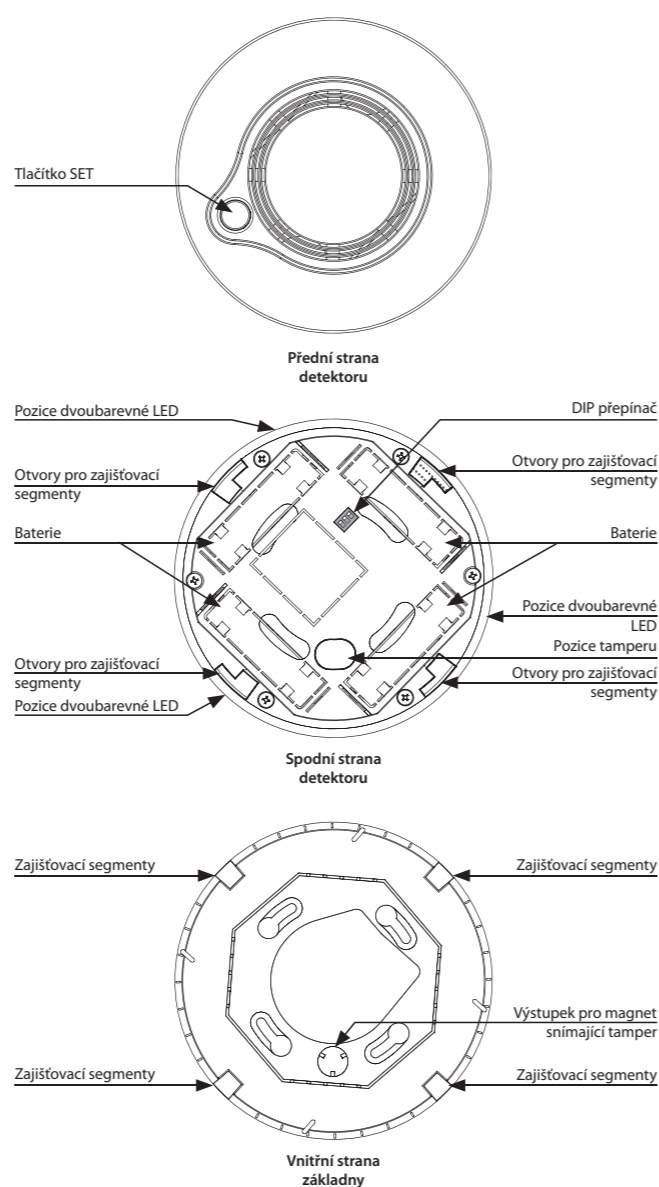 Tlačítko SET
Přední strana
detektoru
Pozice dvoubarevné LED
DIP přepínač
Otvory pro zajišťovací
segmenty
Otvory pro zajišťovací
segmenty
Baterie
Baterie
Pozice dvoubarevné
LED
Pozice tamperu
Otvory pro zajišťovací
segmenty
Otvory pro zajišťovací
segmenty
Pozice dvoubarevné LED
Spodní strana
detektoru
Zajišťovací segmenty
Zajišťovací segmenty
Výstupek pro magnet
snímající tamper
Zajišťovací segmenty
Zajišťovací segmenty
Vnitřní strana
základny